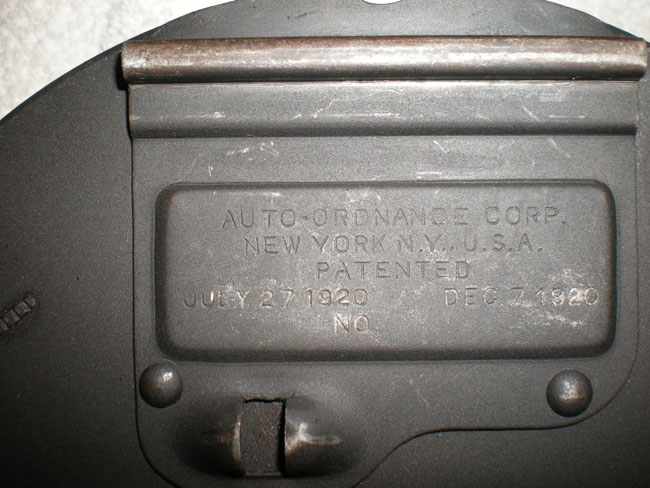 AUTO-ORDNANCE CORP.
NEW YORK N.Y., U.S.A.
PATENTED
JULY 27 1920 DEC 7 1920
NO.